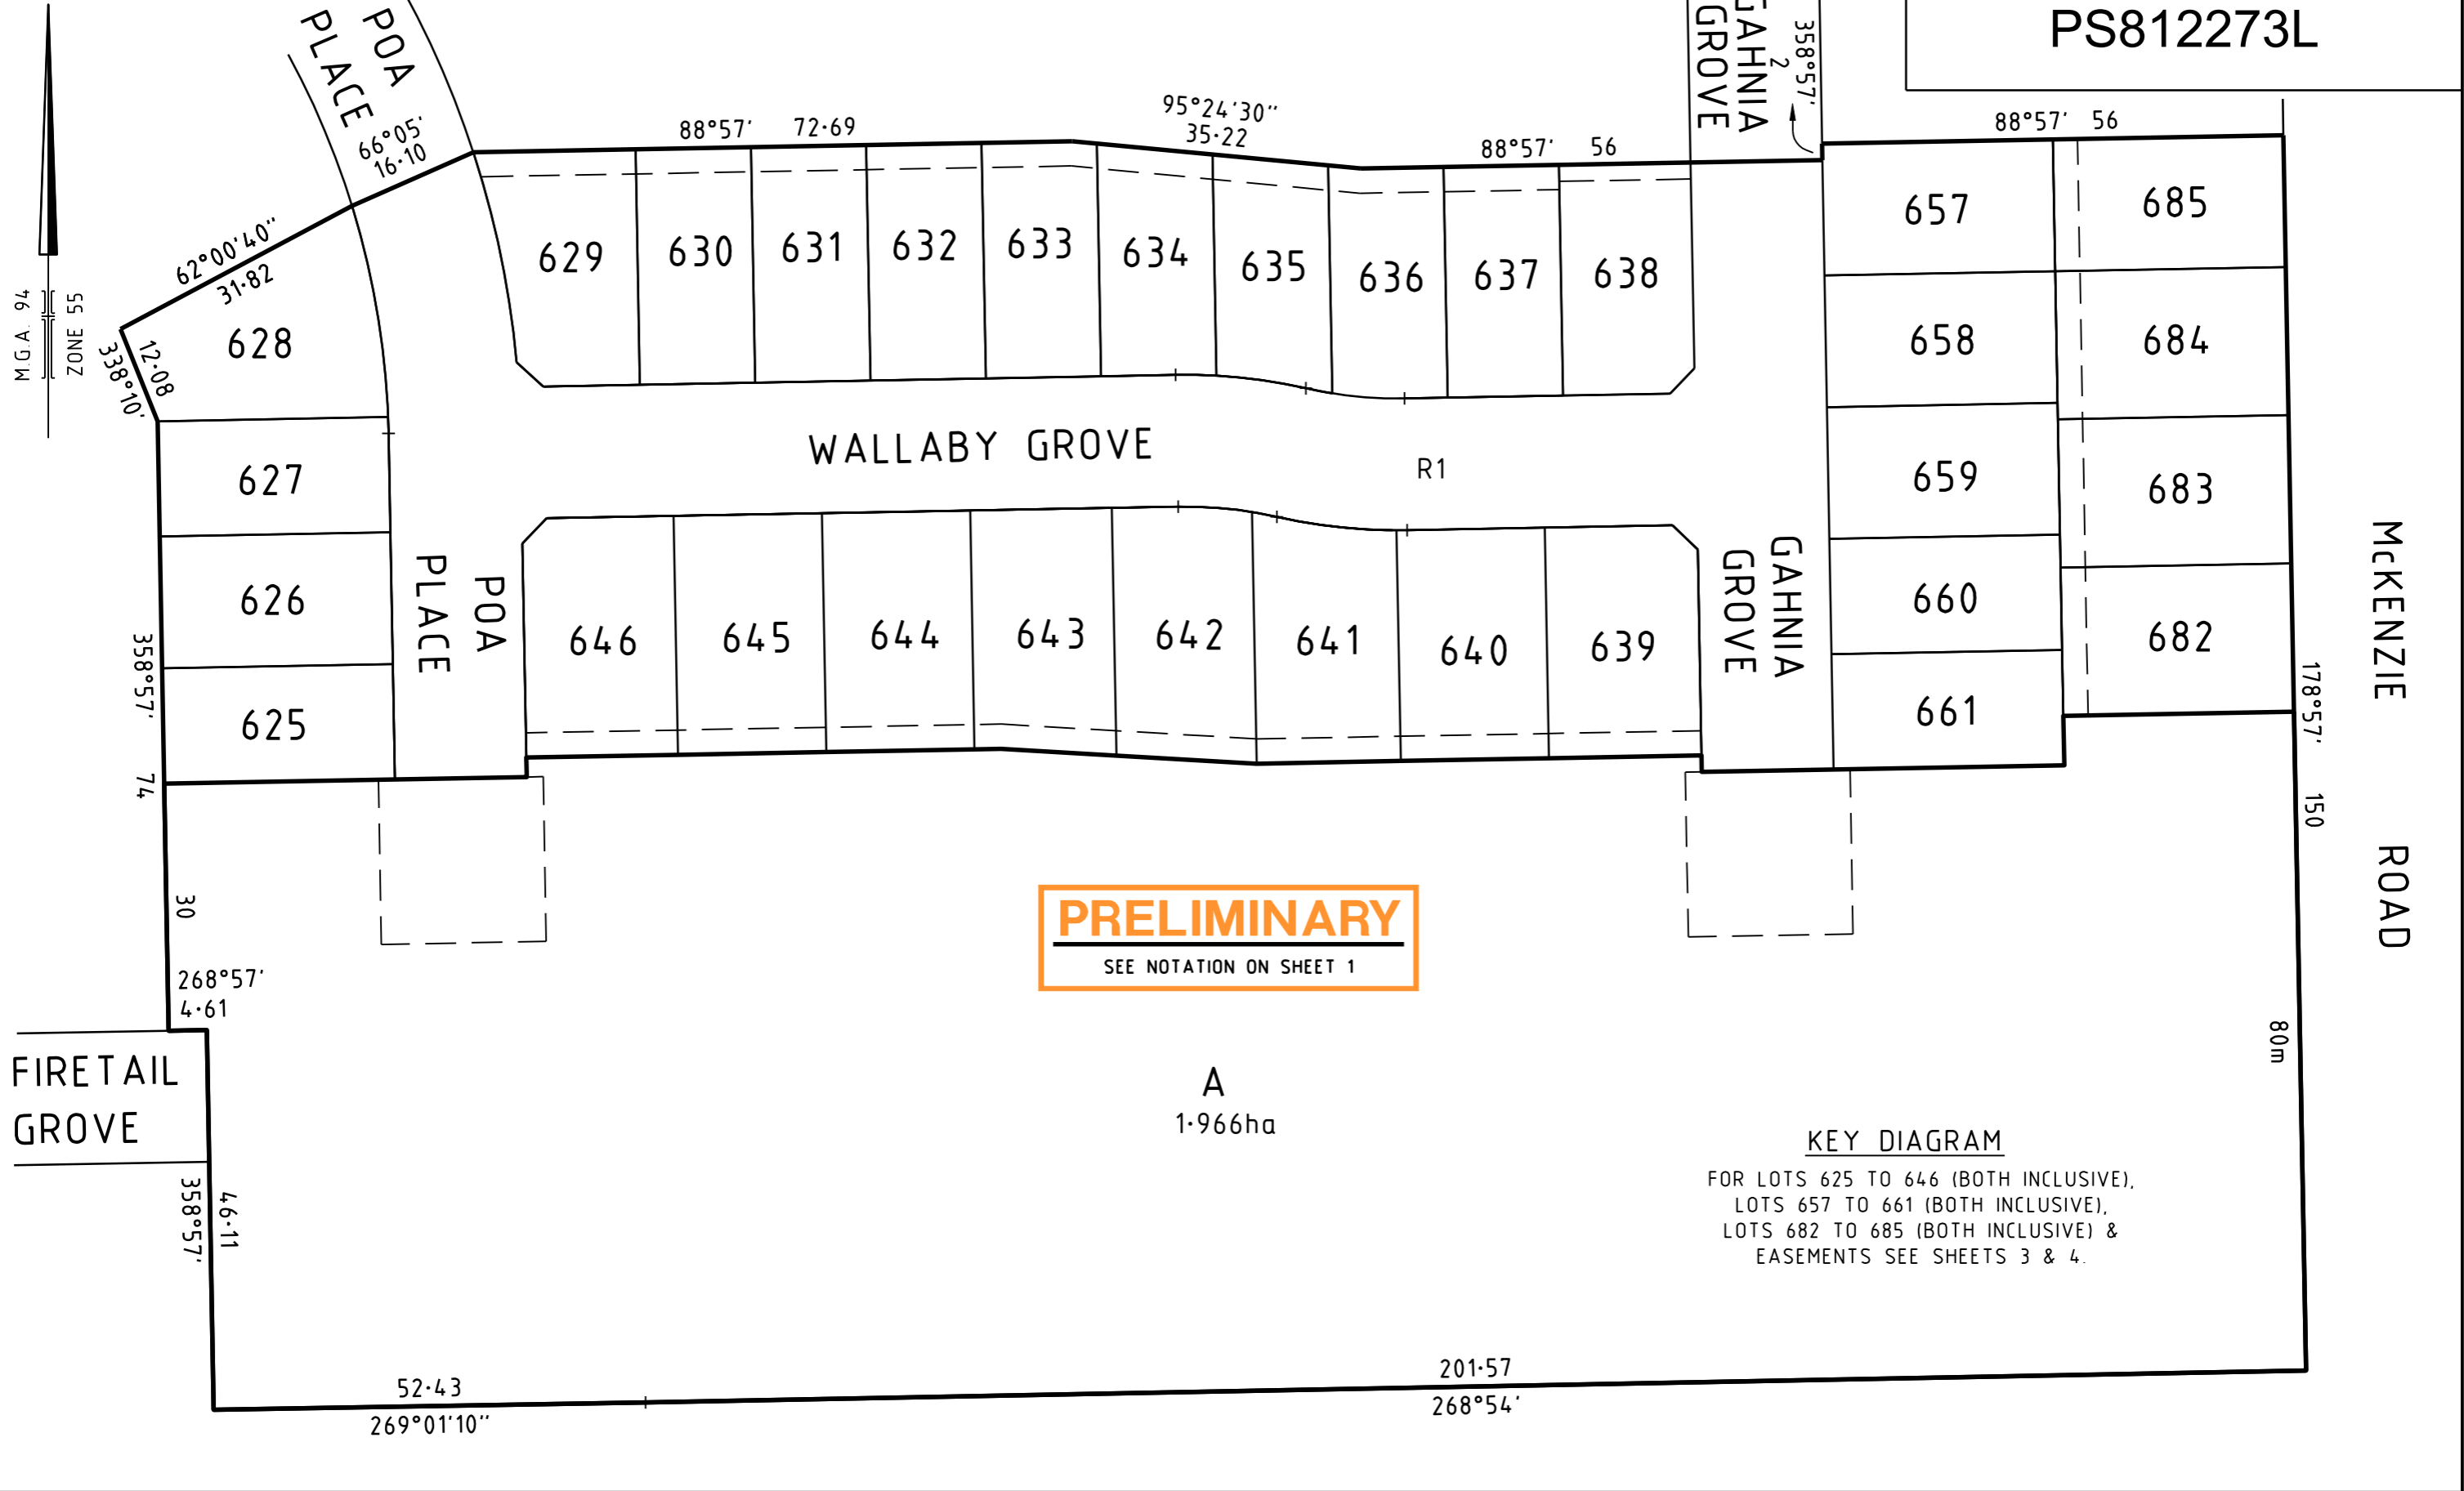 PS812273L
POA
PLACE
66°05'
16·10
88°57' 72·69
95°24'30"
35·22
88°57' 56
GAHNIA
GROVE
2
358°57'
88°57' 56
62°00'40"
31·82
12·08
338°10'
M.G.A. 94
ZONE 55
628
629
630
631
632
633
634
635
636
637
638
657
685
658
684
627
WALLABY GROVE
R1
659
683
626
POA
PLACE
646
645
644
643
642
641
640
639
GAHNIA
GROVE
660
682
McKENZIE ROAD
625
661
358°57'
74
178°57'
150
30
268°57'
4·61
PRELIMINARY
SEE NOTATION ON SHEET 1
80m
FIRETAIL
GROVE
A
1·966ha
358°57'
46·11
KEY DIAGRAM
FOR LOTS 625 TO 646 (BOTH INCLUSIVE),
LOTS 657 TO 661 (BOTH INCLUSIVE),
LOTS 682 TO 685 (BOTH INCLUSIVE) &
EASEMENTS SEE SHEETS 3 & 4.
52·43
269°01'10"
201·57
268°54'